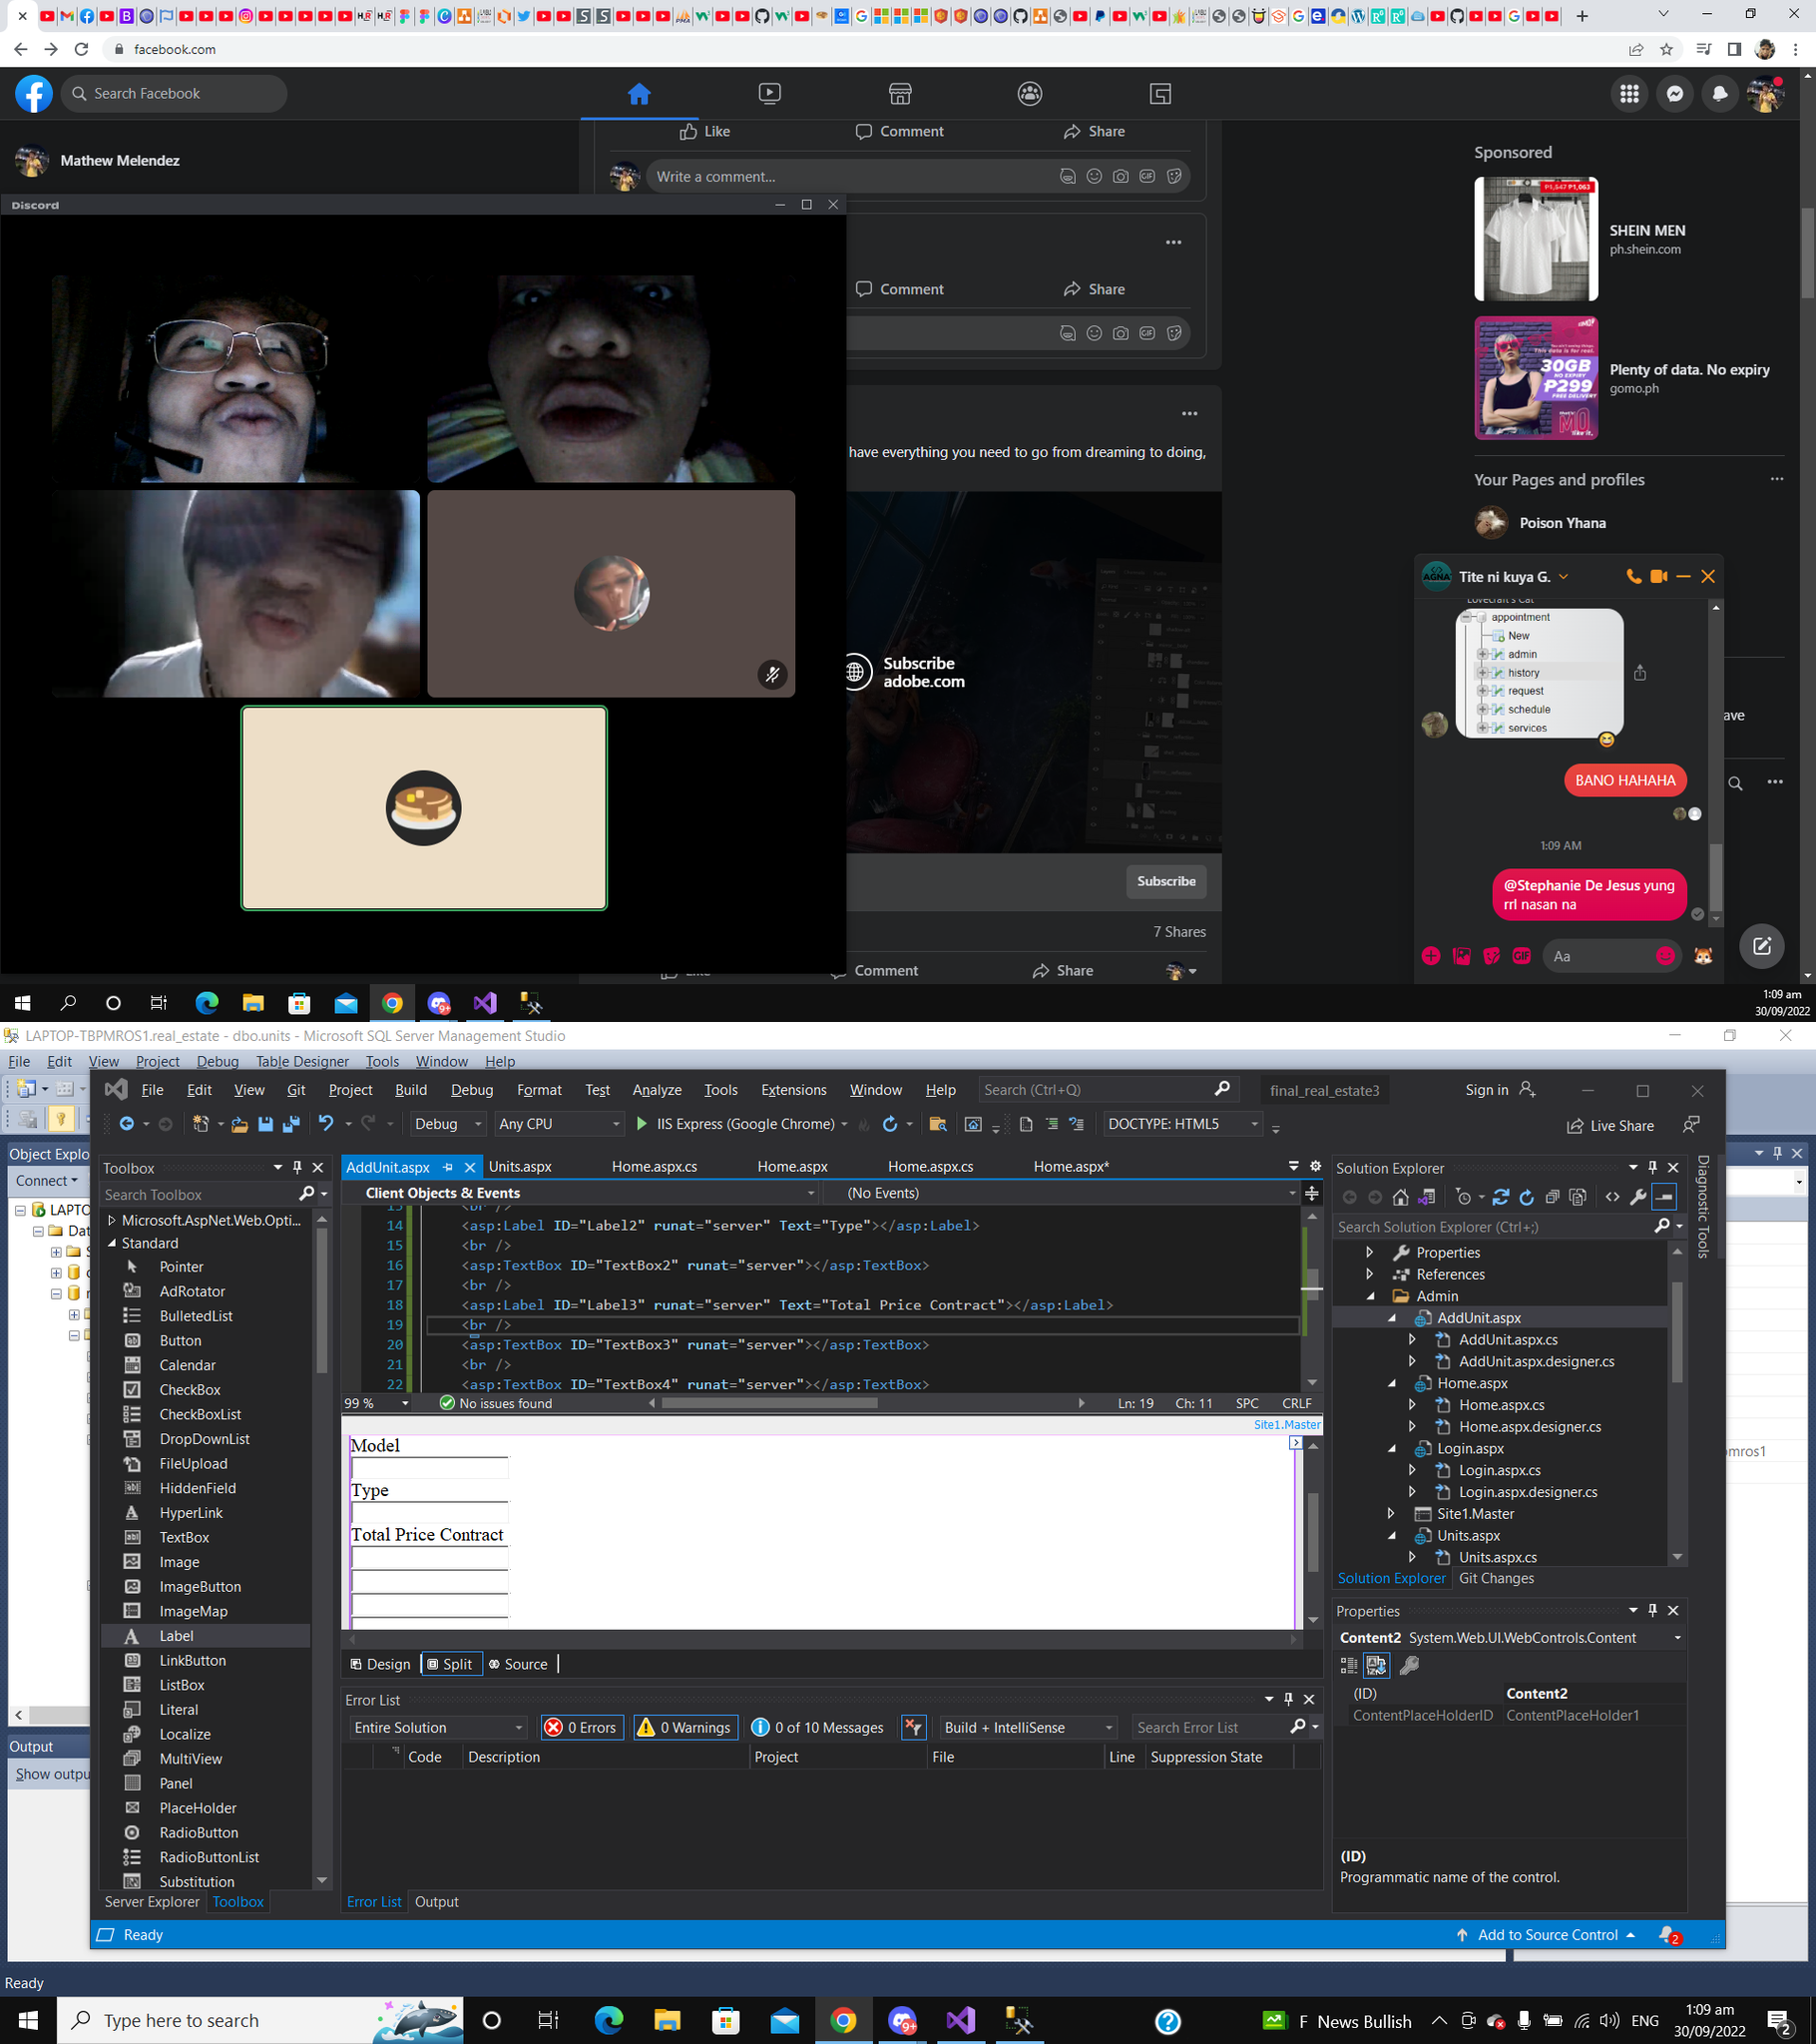 facebook.com
Search Facebook
Mathew Melendez
Like
Comment
Share
Write a comment...
Comment
Share
have everything you need to go from dreaming to doing,
Subscribe
adobe.com
Subscribe
7 Shares
Comment
Share
Sponsored
₱1,063
SHEIN MEN
ph.shein.com
30GB
NO EXPIRY
₱299
FREE DELIVERY
Plenty of data. No expiry
gomo.ph
Your Pages and profiles
Poison Yhana
Discord
AGNA
Tite ni kuya G.
Lovecraft's Cat
appointment
New
admin
history
request
schedule
services
BANO HAHAHA
1:09 AM
@Stephanie De Jesus yung
rrl nasan na
Aa
1:09 am
30/09/2022
LAPTOP-TBPMROS1.real_estate - dbo.units - Microsoft SQL Server Management Studio
File Edit View Project Debug Table Designer Tools Window Help
File Edit View Git Project Build Debug Format Test Analyze Tools Extensions Window Help Search (Ctrl+Q) final_real_estate3 Sign in
Debug Any CPU IIS Express (Google Chrome) DOCTYPE: HTML5 Live Share
Object Explo
Connect
LAPTO
Dat
Output
Show outpu
Toolbox
Search Toolbox
Microsoft.AspNet.Web.Opti...
Standard
Pointer
AdRotator
BulletedList
Button
Calendar
CheckBox
CheckBoxList
DropDownList
FileUpload
HiddenField
HyperLink
TextBox
Image
ImageButton
ImageMap
Label
LinkButton
ListBox
Literal
Localize
MultiView
Panel
PlaceHolder
RadioButton
RadioButtonList
Substitution
Server Explorer Toolbox
AddUnit.aspx Units.aspx Home.aspx.cs Home.aspx Home.aspx.cs Home.aspx*
Client Objects & Events (No Events)
13 <br />
14 <asp:Label ID="Label2" runat="server" Text="Type"></asp:Label>
15 <br />
16 <asp:TextBox ID="TextBox2" runat="server"></asp:TextBox>
17 <br />
18 <asp:Label ID="Label3" runat="server" Text="Total Price Contract"></asp:Label>
19 <br />
20 <asp:TextBox ID="TextBox3" runat="server"></asp:TextBox>
21 <br />
22 <asp:TextBox ID="TextBox4" runat="server"></asp:TextBox>
99 % No issues found Ln: 19 Ch: 11 SPC CRLF
Site1.Master
Model
Type
Total Price Contract
Design Split Source
Error List
Entire Solution 0 Errors 0 Warnings 0 of 10 Messages Build + IntelliSense Search Error List
Code Description Project File Line Suppression State
Error List Output
Solution Explorer
Search Solution Explorer (Ctrl+;)
Properties
References
Admin
AddUnit.aspx
AddUnit.aspx.cs
AddUnit.aspx.designer.cs
Home.aspx
Home.aspx.cs
Home.aspx.designer.cs
Login.aspx
Login.aspx.cs
Login.aspx.designer.cs
Site1.Master
Units.aspx
Units.aspx.cs
Solution Explorer Git Changes
Diagnostic Tools
mros1
Properties
Content2 System.Web.UI.WebControls.Content
(ID) Content2
ContentPlaceHolderID ContentPlaceHolder1
(ID)
Programmatic name of the control.
Ready
Add to Source Control
2
Ready
Type here to search
F News Bullish
ENG
1:09 am
30/09/2022
2